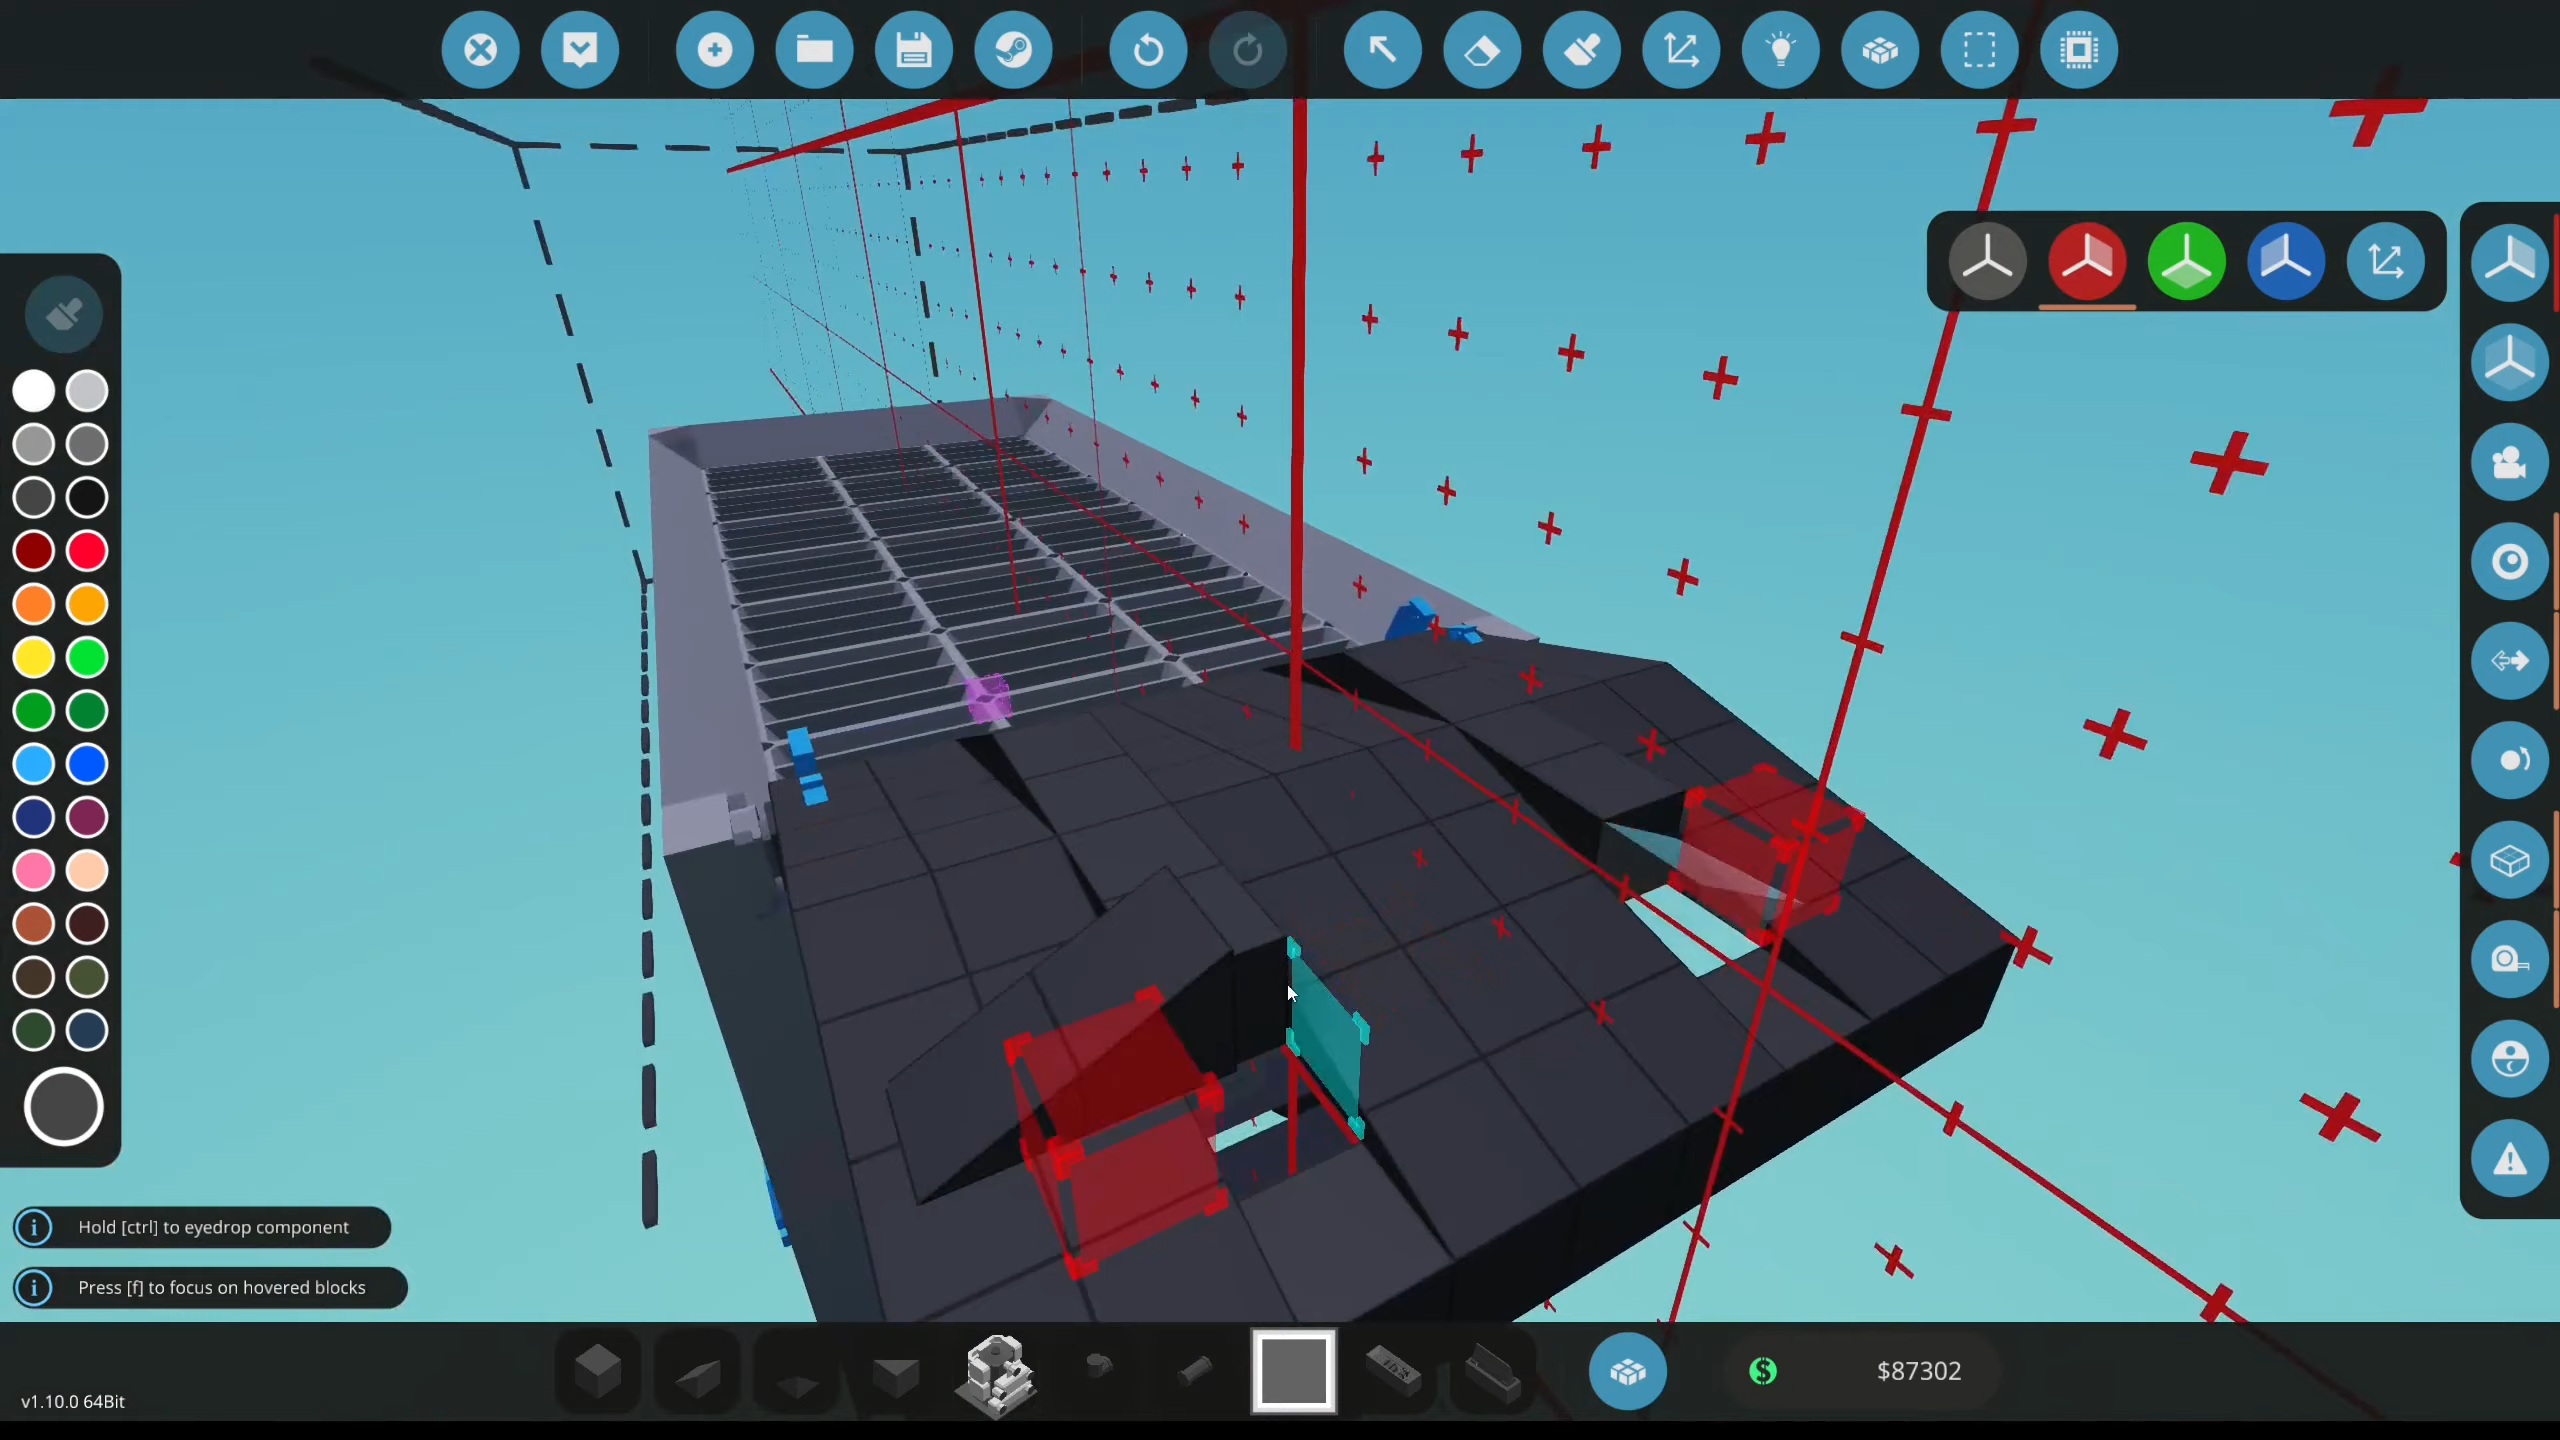 Hold [ctrl] to eyedrop component
Press [f] to focus on hovered blocks
v1.10.0 64Bit
$
$87302